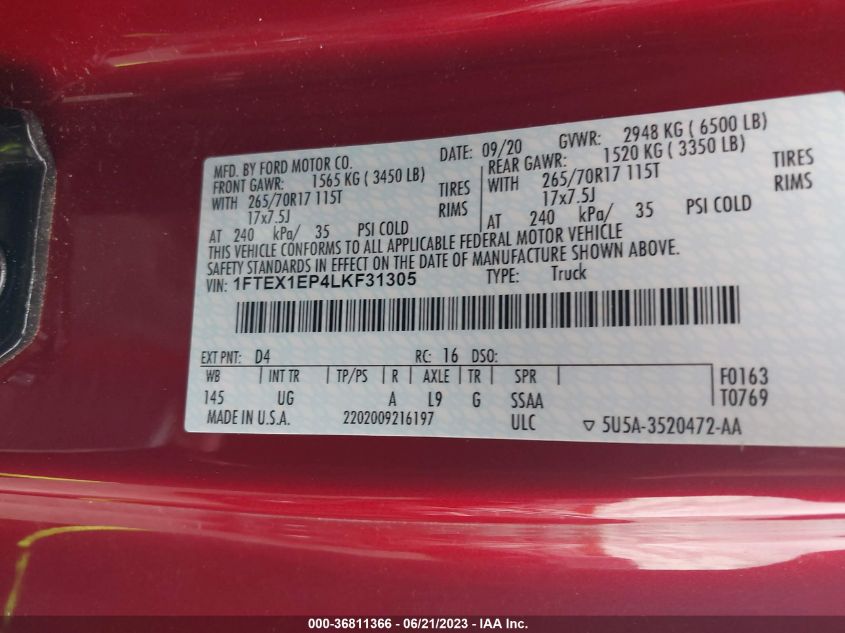 MFD. BY FORD MOTOR CO. DATE: 09/20 GVWR: 2948 KG ( 6500 LB)
FRONT GAWR: 1565 KG ( 3450 LB) REAR GAWR: 1520 KG ( 3350 LB)
WITH 265/70R17 115T TIRES WITH 265/70R17 115T TIRES
17x7.5J RIMS 17x7.5J RIMS
AT 240 kPa/ 35 PSI COLD AT 240 kPa/ 35 PSI COLD
THIS VEHICLE CONFORMS TO ALL APPLICABLE FEDERAL MOTOR VEHICLE
SAFETY STANDARDS IN EFFECT ON THE DATE OF MANUFACTURE SHOWN ABOVE.
VIN: 1FTEX1EP4LKF31305 TYPE: Truck
EXT PNT: D4 RC: 16 DSO:
WB INT TR TP/PS R AXLE TR SPR F0163
145 UG A L9 G SSAA T0769
MADE IN U.S.A. 2202009216197 ULC ▽ 5U5A-3520472-AA
000-36811366 - 06/21/2023 - IAA Inc.